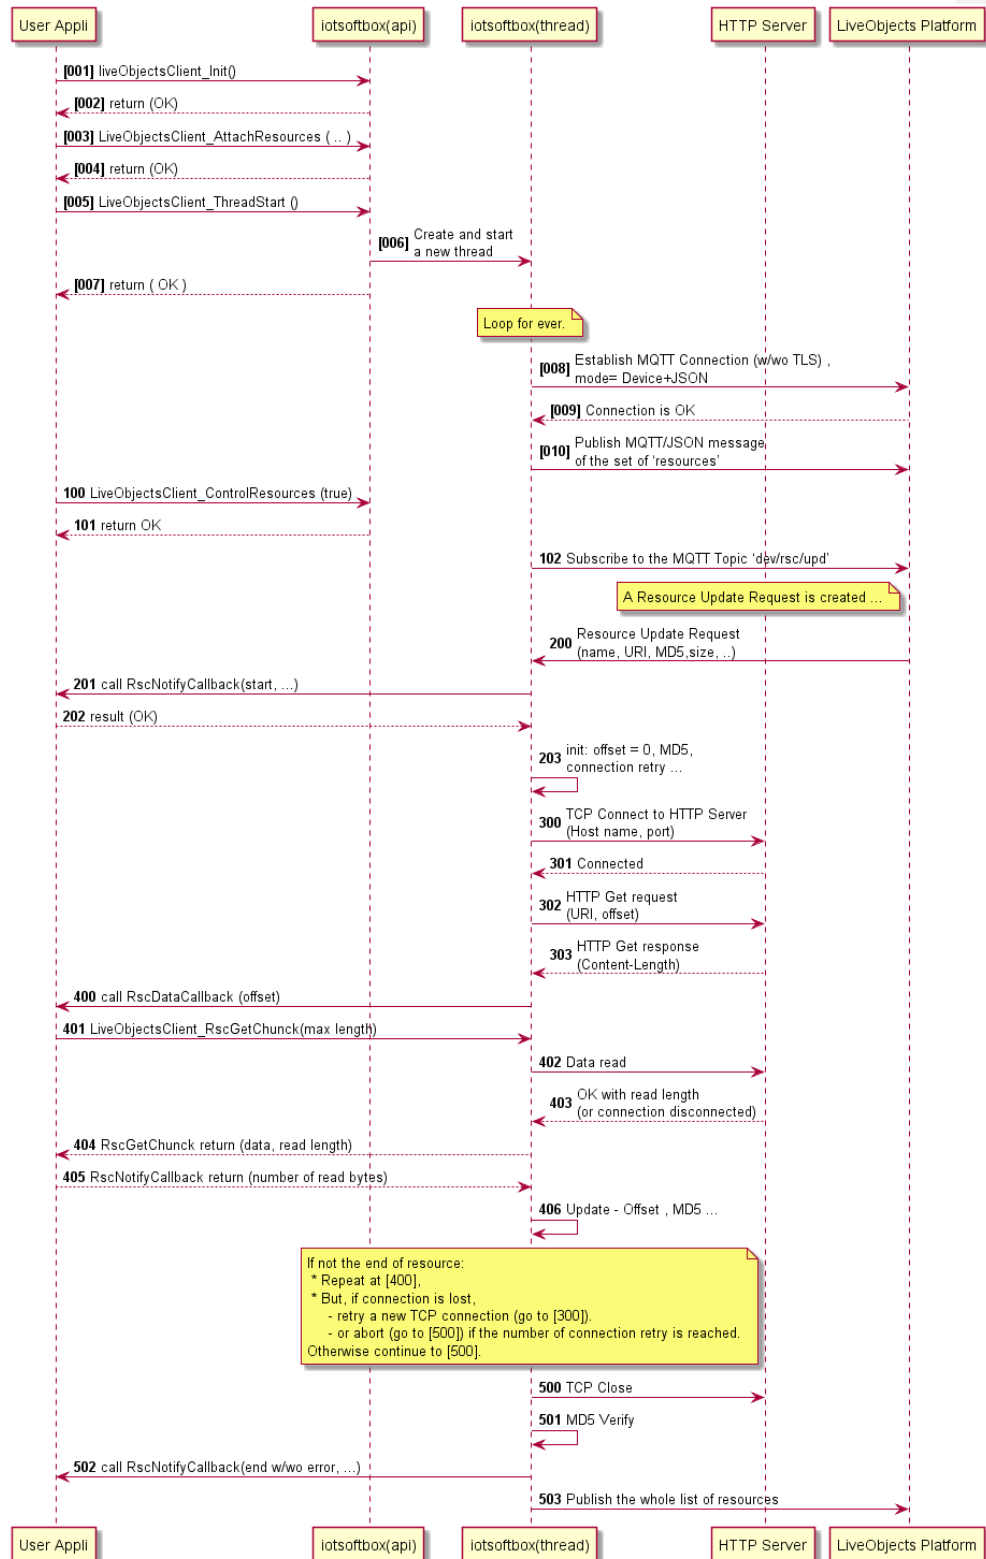 User Appli
iotsoftbox(api)
iotsoftbox(thread)
HTTP Server
LiveObjects Platform
[001] liveObjectsClient_Init()
[002] return (OK)
[003] LiveObjectsClient_AttachResources ( .. )
[004] return (OK)
[005] LiveObjectsClient_ThreadStart ()
[006] Create and start
a new thread
[007] return ( OK )
Loop for ever.
[008] Establish MQTT Connection (w/wo TLS) ,
mode= Device+JSON
[009] Connection is OK
[010] Publish MQTT/JSON message
of the set of ‘resources’
100 LiveObjectsClient_ControlResources (true)
101 return OK
102 Subscribe to the MQTT Topic ‘dev/rsc/upd’
A Resource Update Request is created ...
200 Resource Update Request
(name, URI, MD5,size, ..)
201 call RscNotifyCallback(start, ...)
202 result (OK)
203 init: offset = 0, MD5,
connection retry ...
300 TCP Connect to HTTP Server
(Host name, port)
301 Connected
302 HTTP Get request
(URI, offset)
303 HTTP Get response
(Content-Length)
400 call RscDataCallback (offset)
401 LiveObjectsClient_RscGetChunck(max length)
402 Data read
403 OK with read length
(or connection disconnected)
404 RscGetChunck return (data, read length)
405 RscNotifyCallback return (number of read bytes)
406 Update - Offset , MD5 ...
If not the end of resource:
* Repeat at [400],
* But, if connection is lost,
- retry a new TCP connection (go to [300]).
- or abort (go to [500]) if the number of connection retry is reached.
Otherwise continue to [500].
500 TCP Close
501 MD5 Verify
502 call RscNotifyCallback(end w/wo error, ...)
503 Publish the whole list of resources
User Appli
iotsoftbox(api)
iotsoftbox(thread)
HTTP Server
LiveObjects Platform